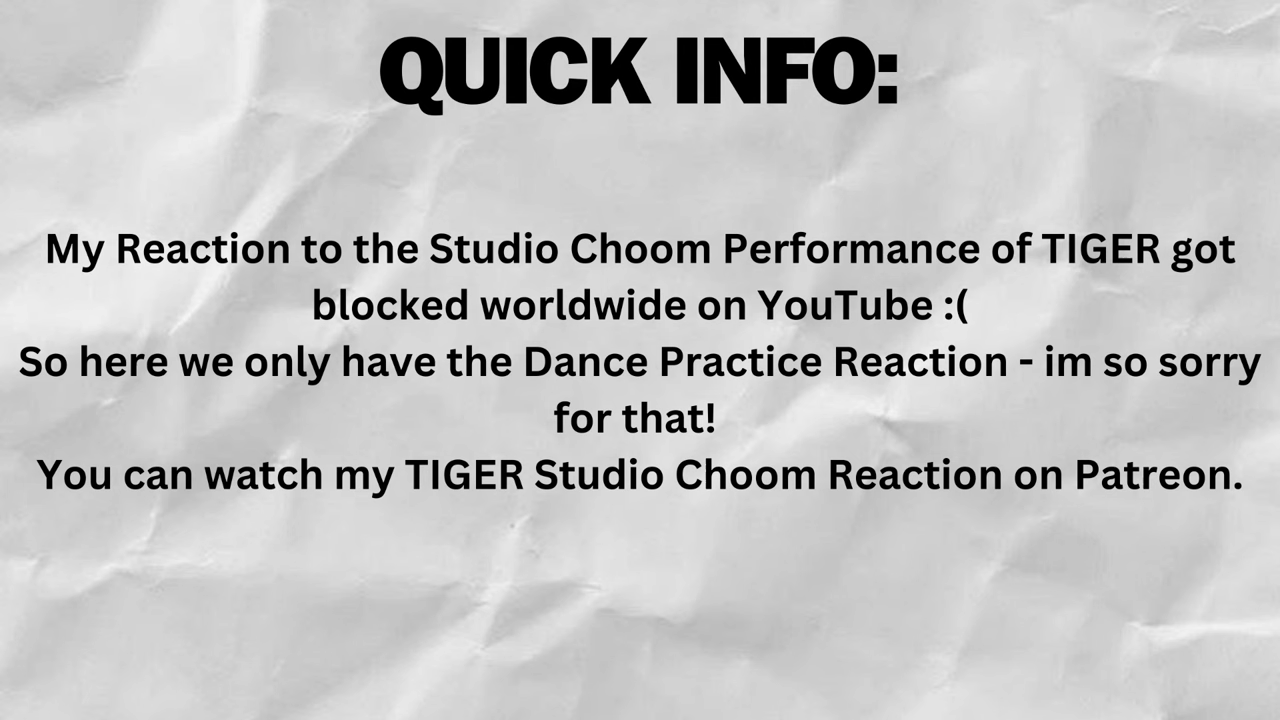 QUICK INFO:
My Reaction to the Studio Choom Performance of TIGER got
blocked worldwide on YouTube :(
So here we only have the Dance Practice Reaction - im so sorry
for that!
You can watch my TIGER Studio Choom Reaction on Patreon.